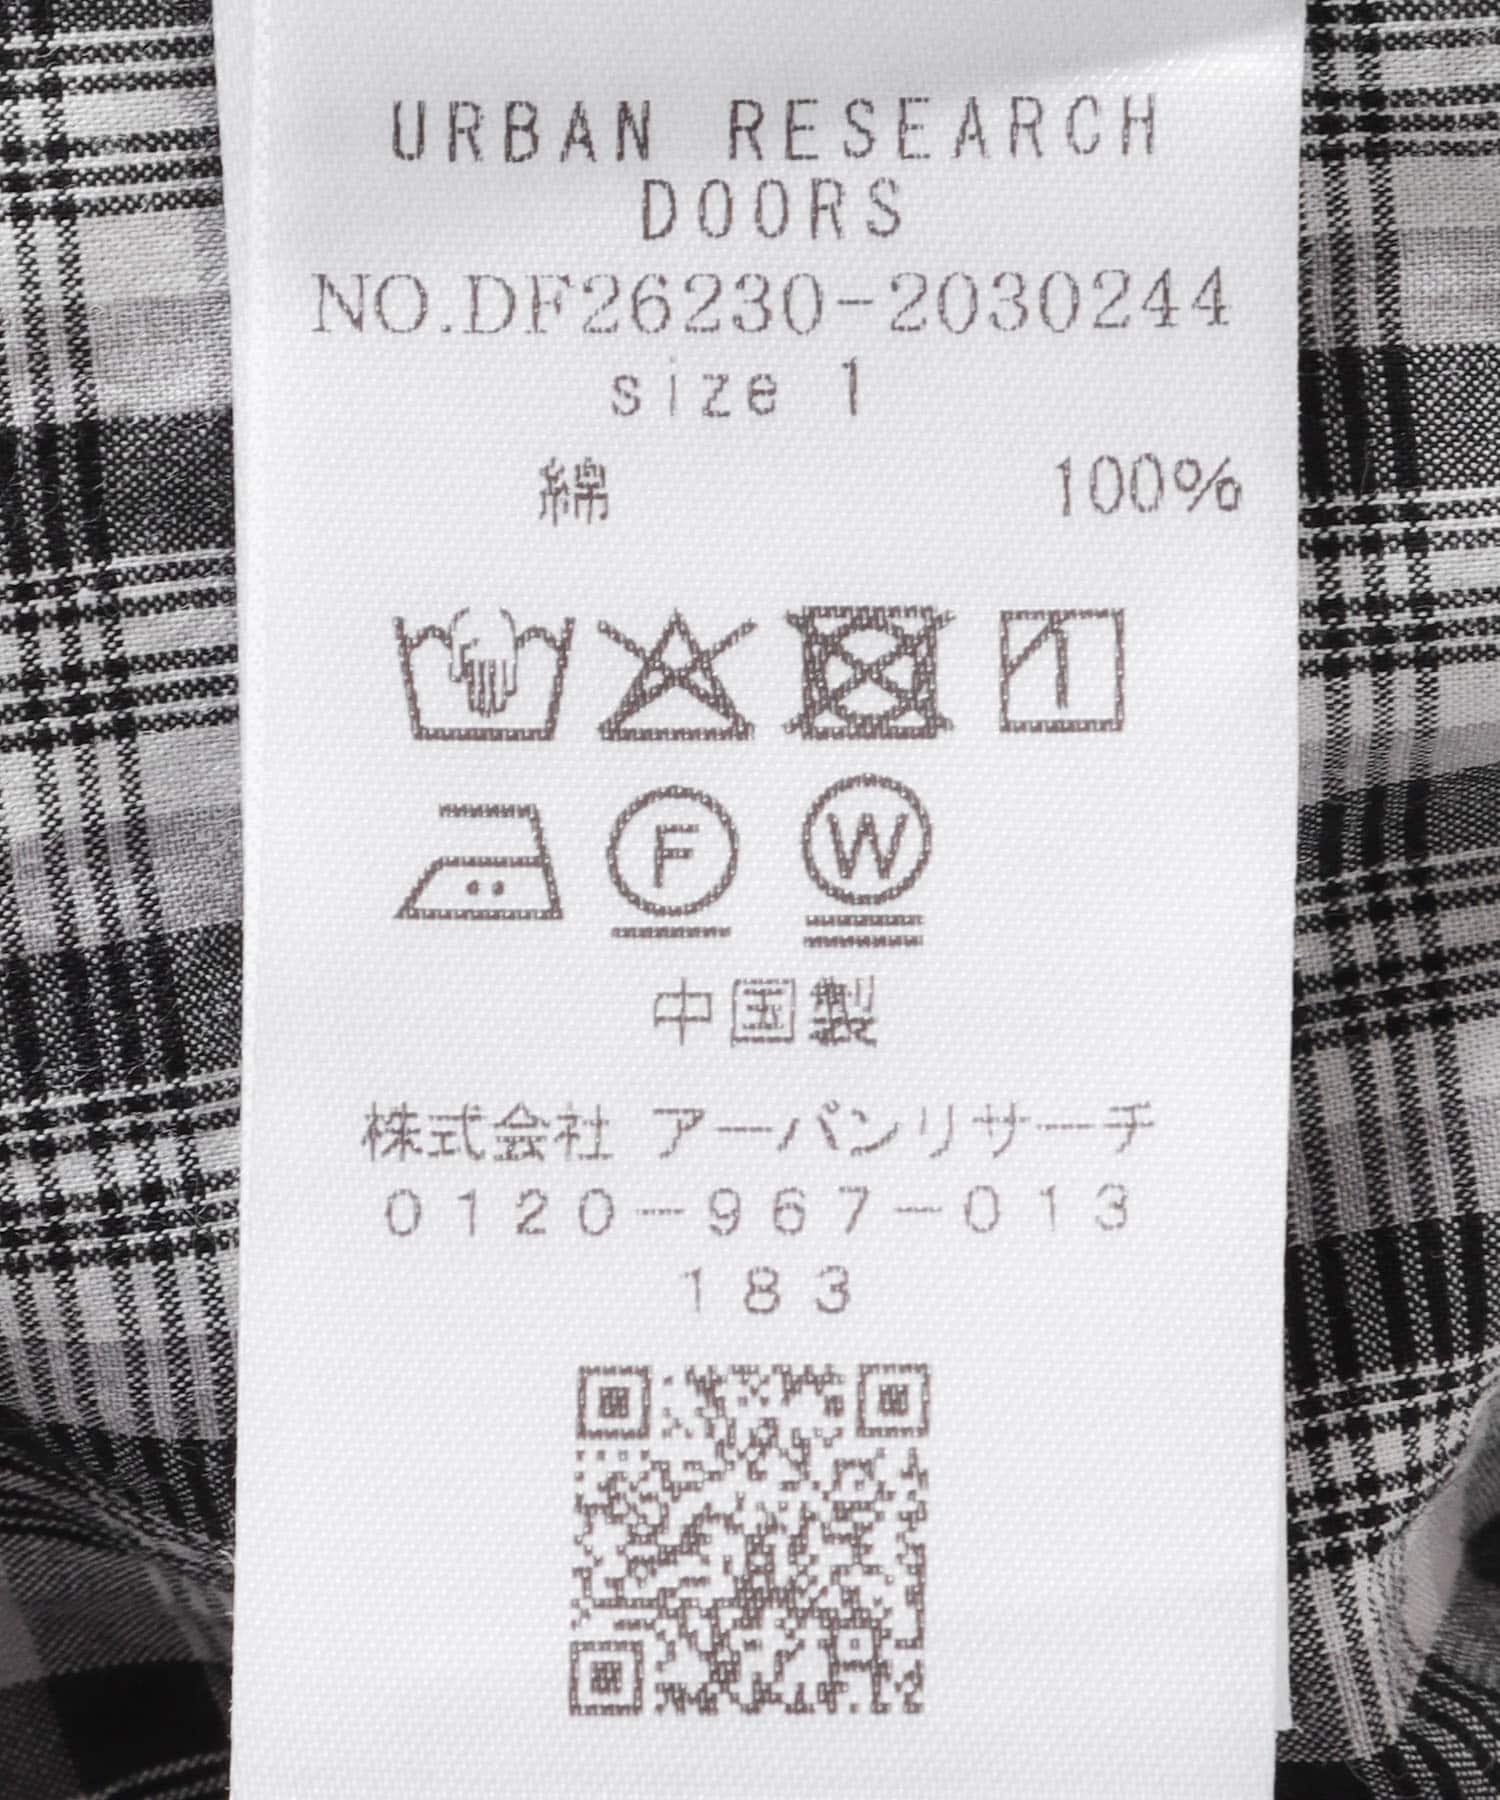 URBAN RESEARCH
DOORS
NO.DF26230-2030244
size 1
綿 100%
F W
中国製
株式会社 アーバンリサーチ
0120-967-013
183